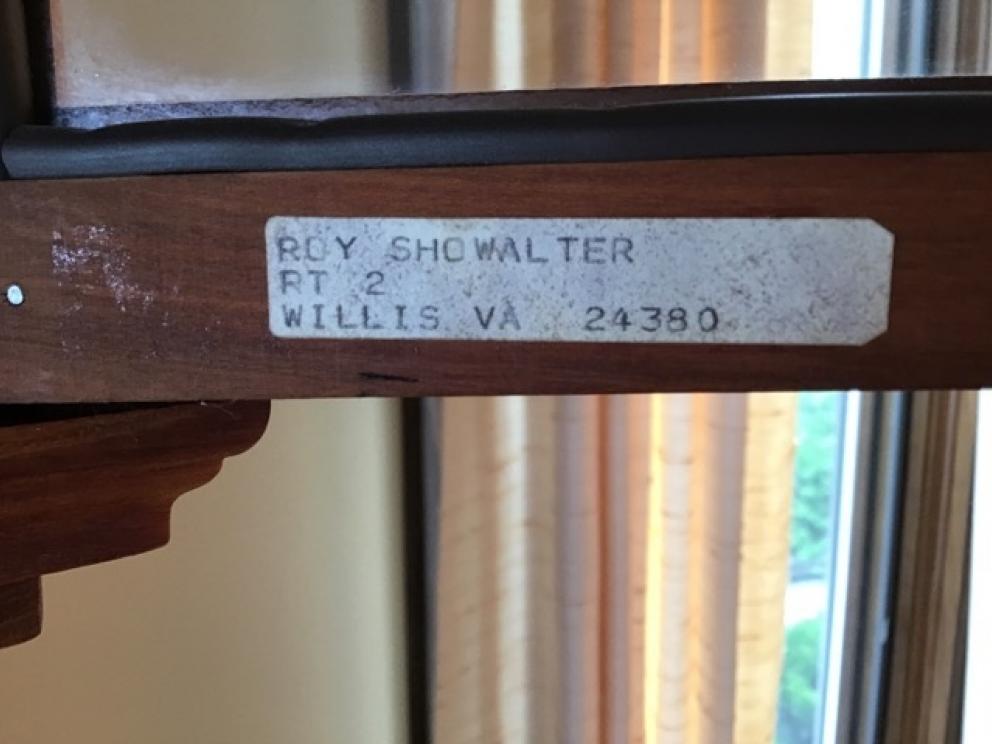 ROY SHOWALTER
RT 2
WILLIS VA 24380